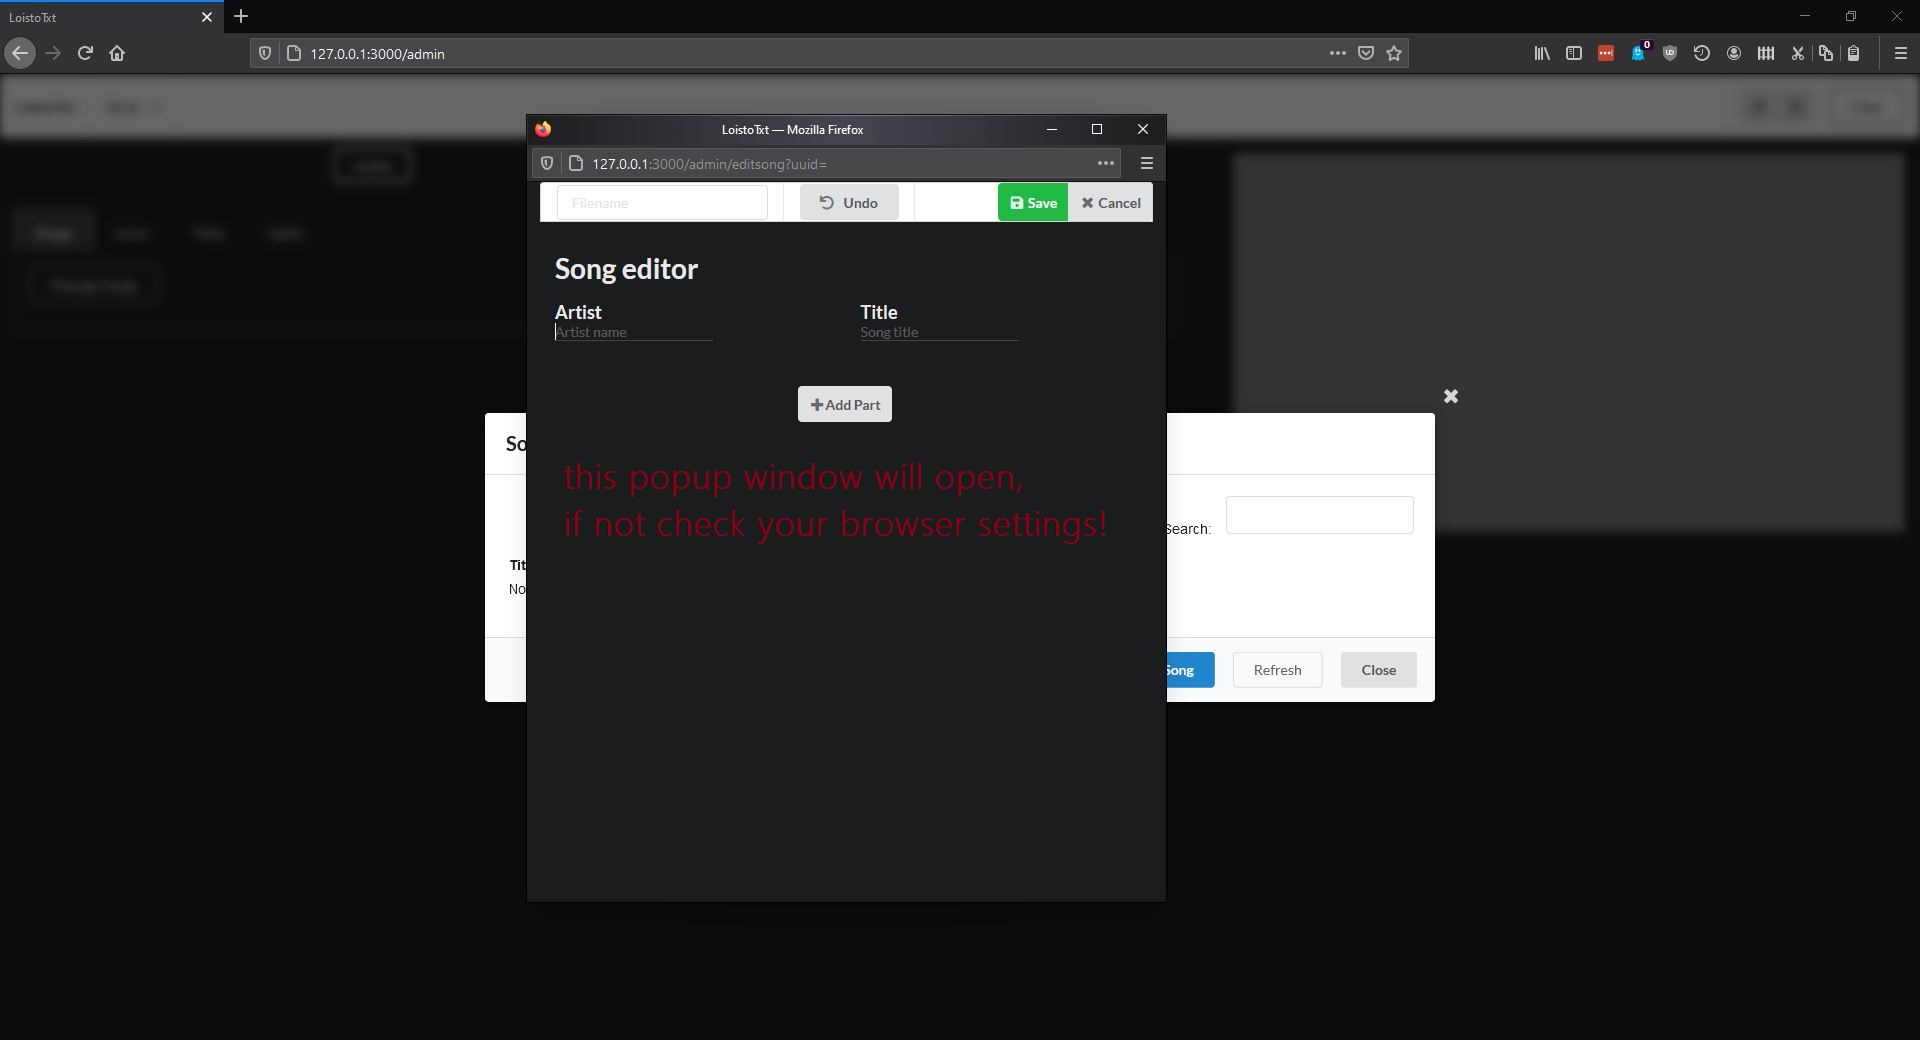 LoistoTxt
127.0.0.1:3000/admin
0
LoistoTxt — Mozilla Firefox
127.0.0.1:3000/admin/editsong?uuid=
Filename
Undo
Save
Cancel
Song editor
Artist
Title
Artist name
Song title
Add Part
So
this popup window will open,
if not check your browser settings!
Search:
Tit
No
Song
Refresh
Close